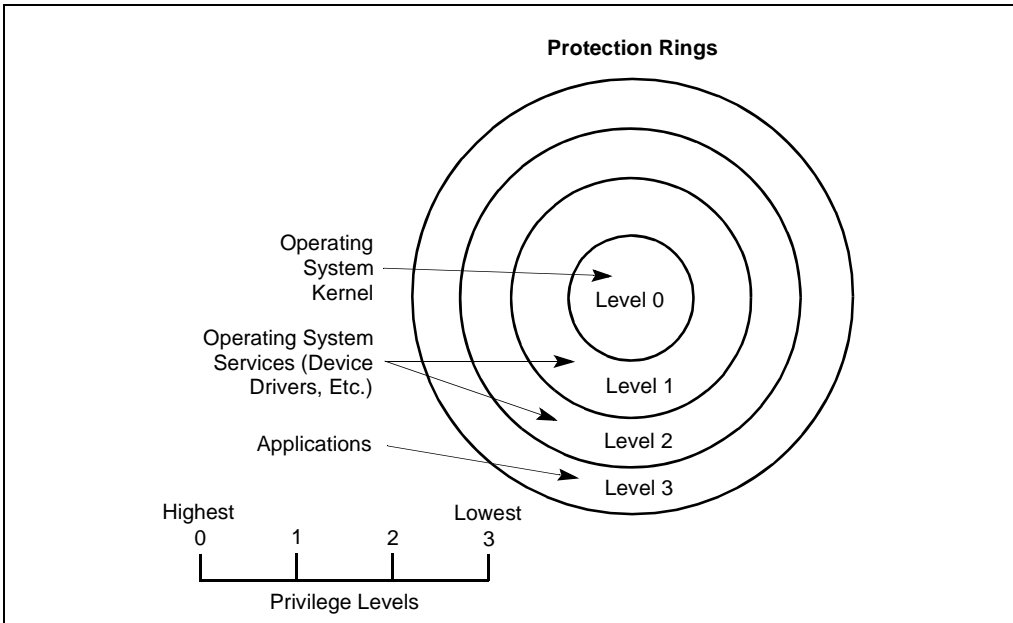 Protection Rings
Operating
System
Kernel
Level 0
Operating System
Services (Device
Drivers, Etc.)
Level 1
Level 2
Applications
Level 3
Highest
Lowest
0
1
2
3
Privilege Levels